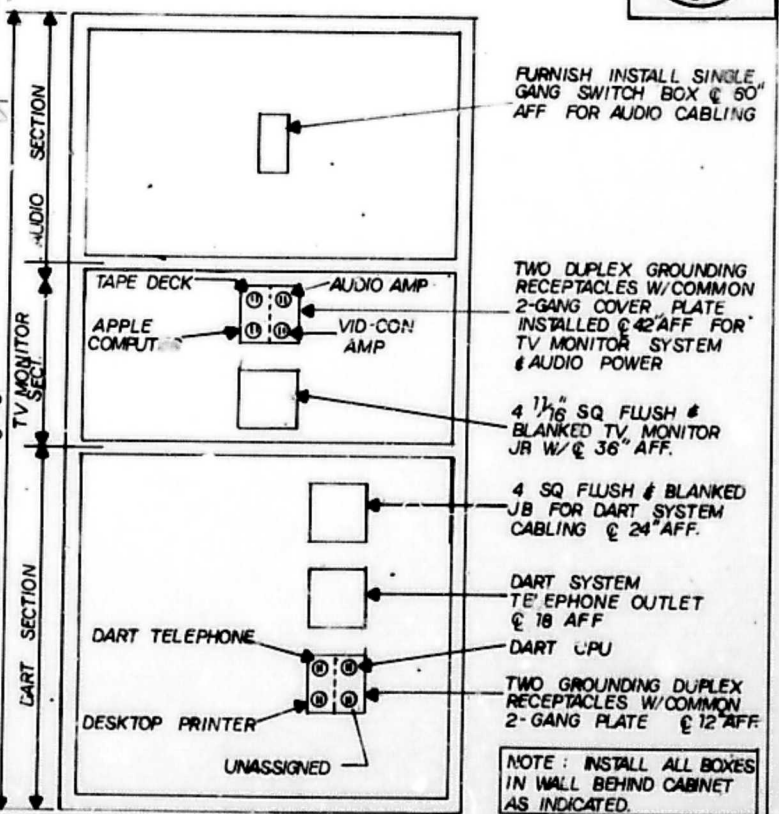 AUDIO SECTION
TV MONITOR
SECT.
DART SECTION
FURNISH INSTALL SINGLE
GANG SWITCH BOX ℄ 60"
AFF FOR AUDIO CABLING
TAPE DECK
AUDIO AMP
APPLE
VID-CON
AMP
TWO DUPLEX GROUNDING
RECEPTACLES W/COMMON
2-GANG COVER PLATE
INSTALLED ℄ 42"AFF FOR
TV MONITOR SYSTEM
& AUDIO POWER
4 11/16" SQ FLUSH &
BLANKED TV MONITOR
JB W/℄ 36" AFF.
4 SQ FLUSH & BLANKED
JB FOR DART SYSTEM
CABLING ℄ 24"AFF.
DART SYSTEM
TELEPHONE OUTLET
℄ 18 AFF
DART TELEPHONE
DART CPU
DESKTOP PRINTER
UNASSIGNED
TWO GROUNDING DUPLEX
RECEPTACLES W/COMMON
2-GANG PLATE ℄ 12"AFF
NOTE : INSTALL ALL BOXES
IN WALL BEHIND CABINET
AS INDICATED.